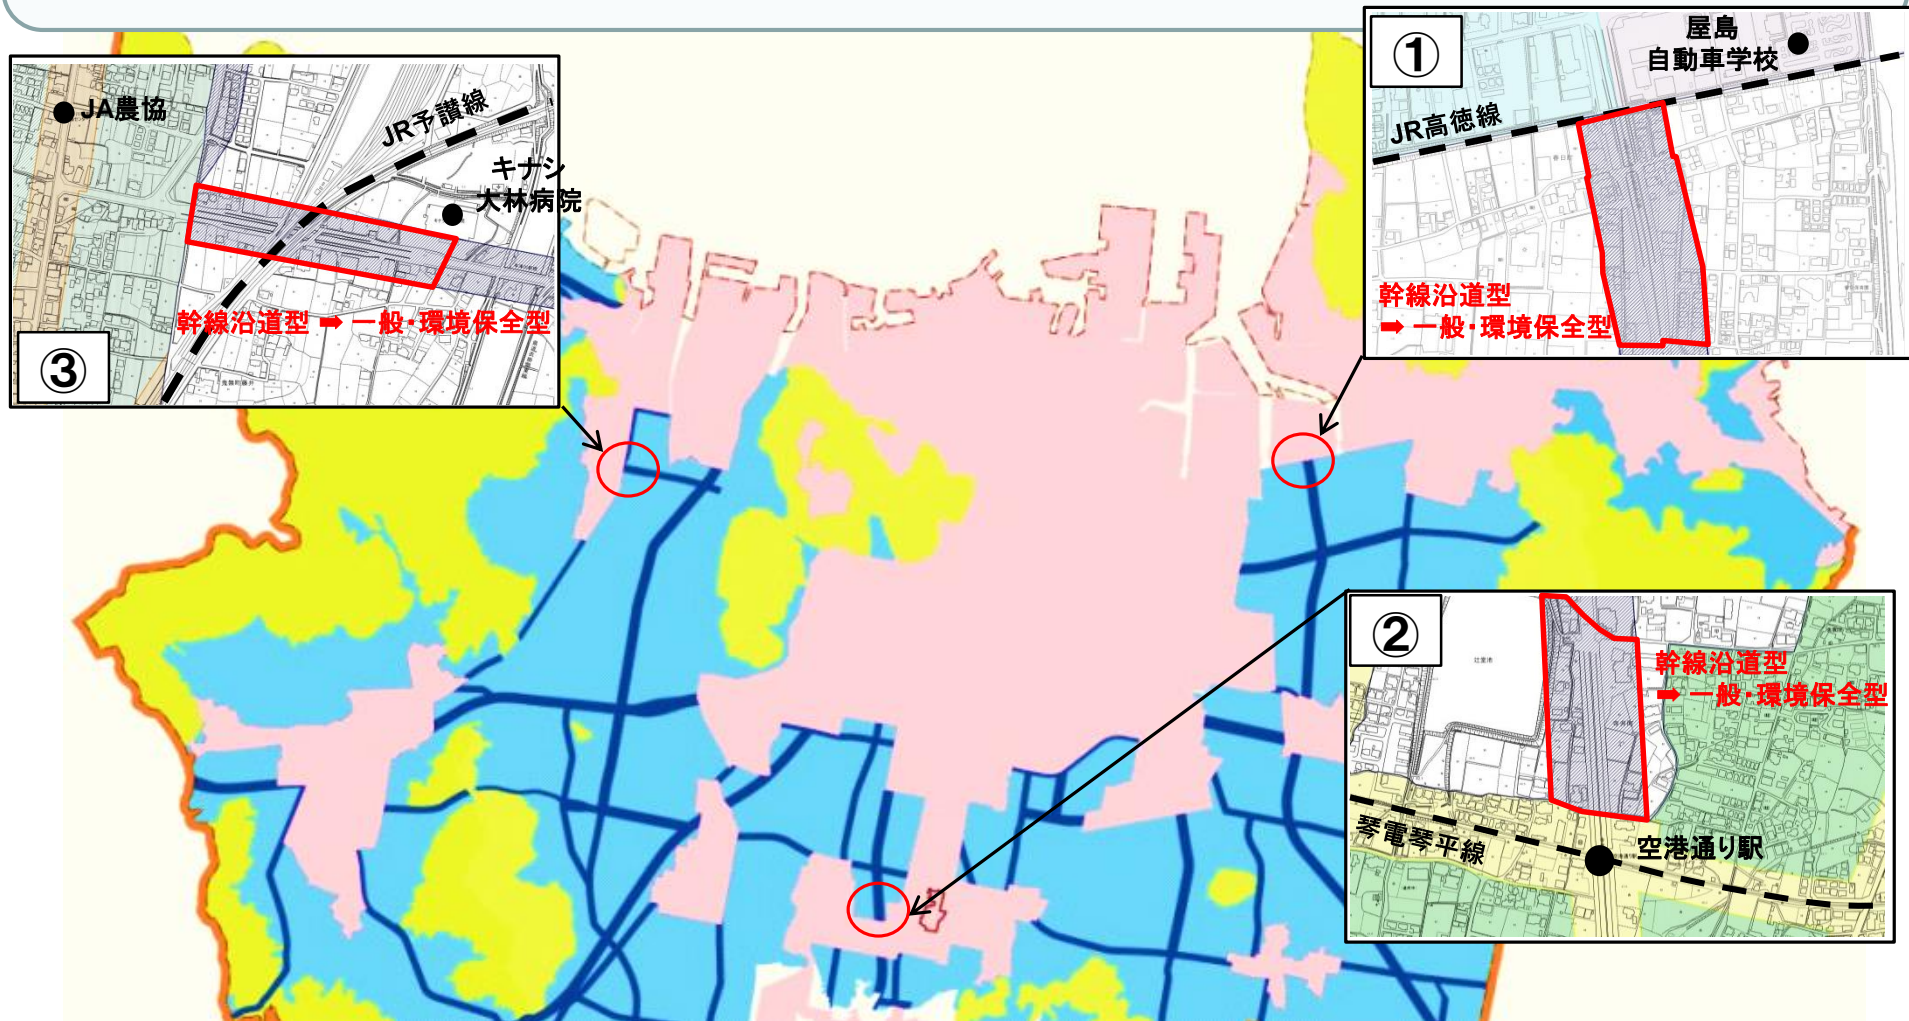 ①
屋島
自動車学校
JR高徳線
幹線沿道型
➡ 一般・環境保全型
③
JA農協
JR予讃線
キナシ
大林病院
幹線沿道型 ➡ 一般・環境保全型
②
幹線沿道型
➡ 一般・環境保全型
琴電琴平線
空港通り駅